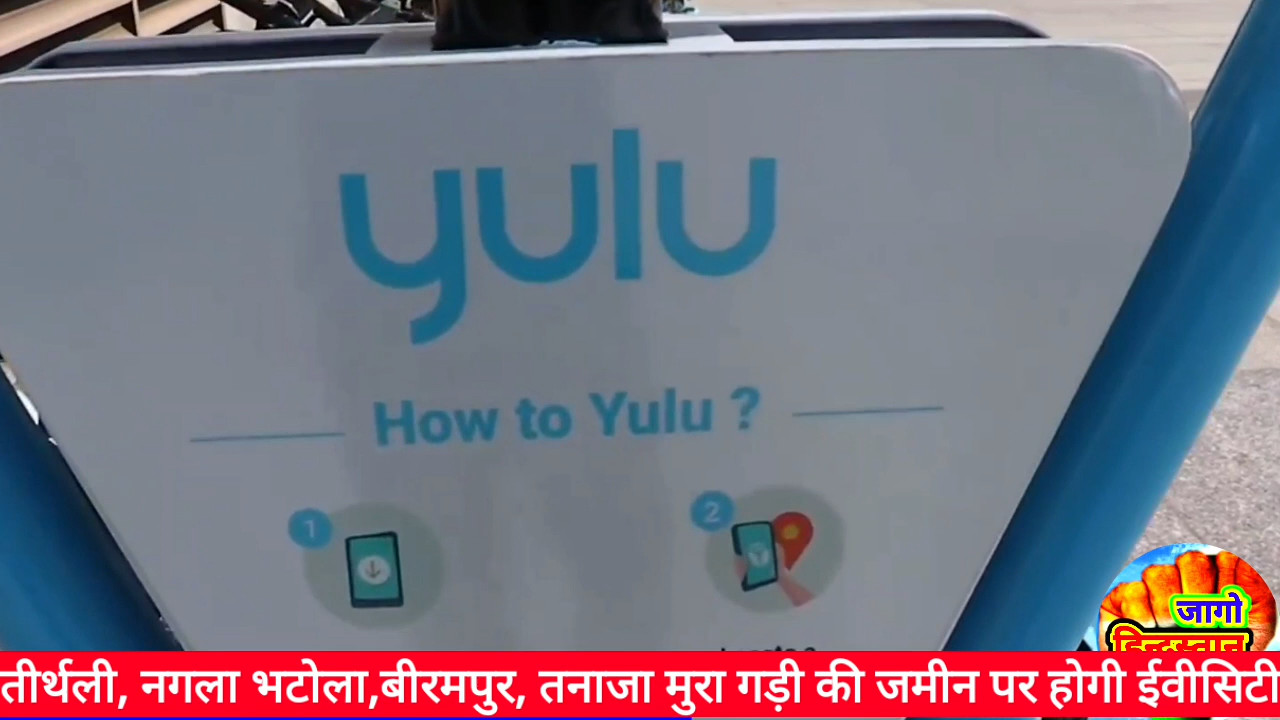 yulu
How to Yulu ?
1
2
जागो
हिन्दुस्तान
तीर्थली, नगला भटोला,बीरमपुर, तनाजा मुरा गड़ी की जमीन पर होगी ईवीसिटी